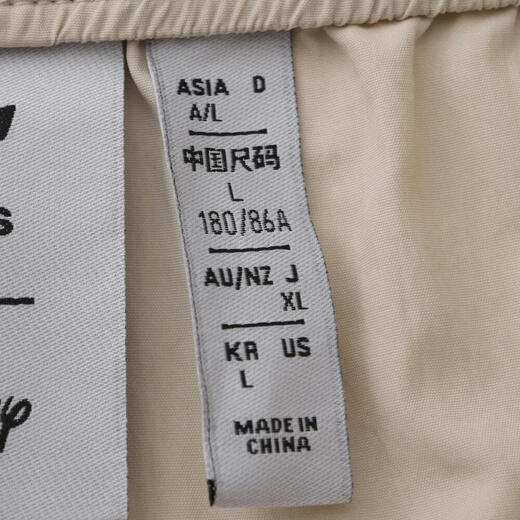 ASIA D
A/L
中国尺码
L
180/86A
AU/NZ J
XL
KR US
L
MADE IN
CHINA
s